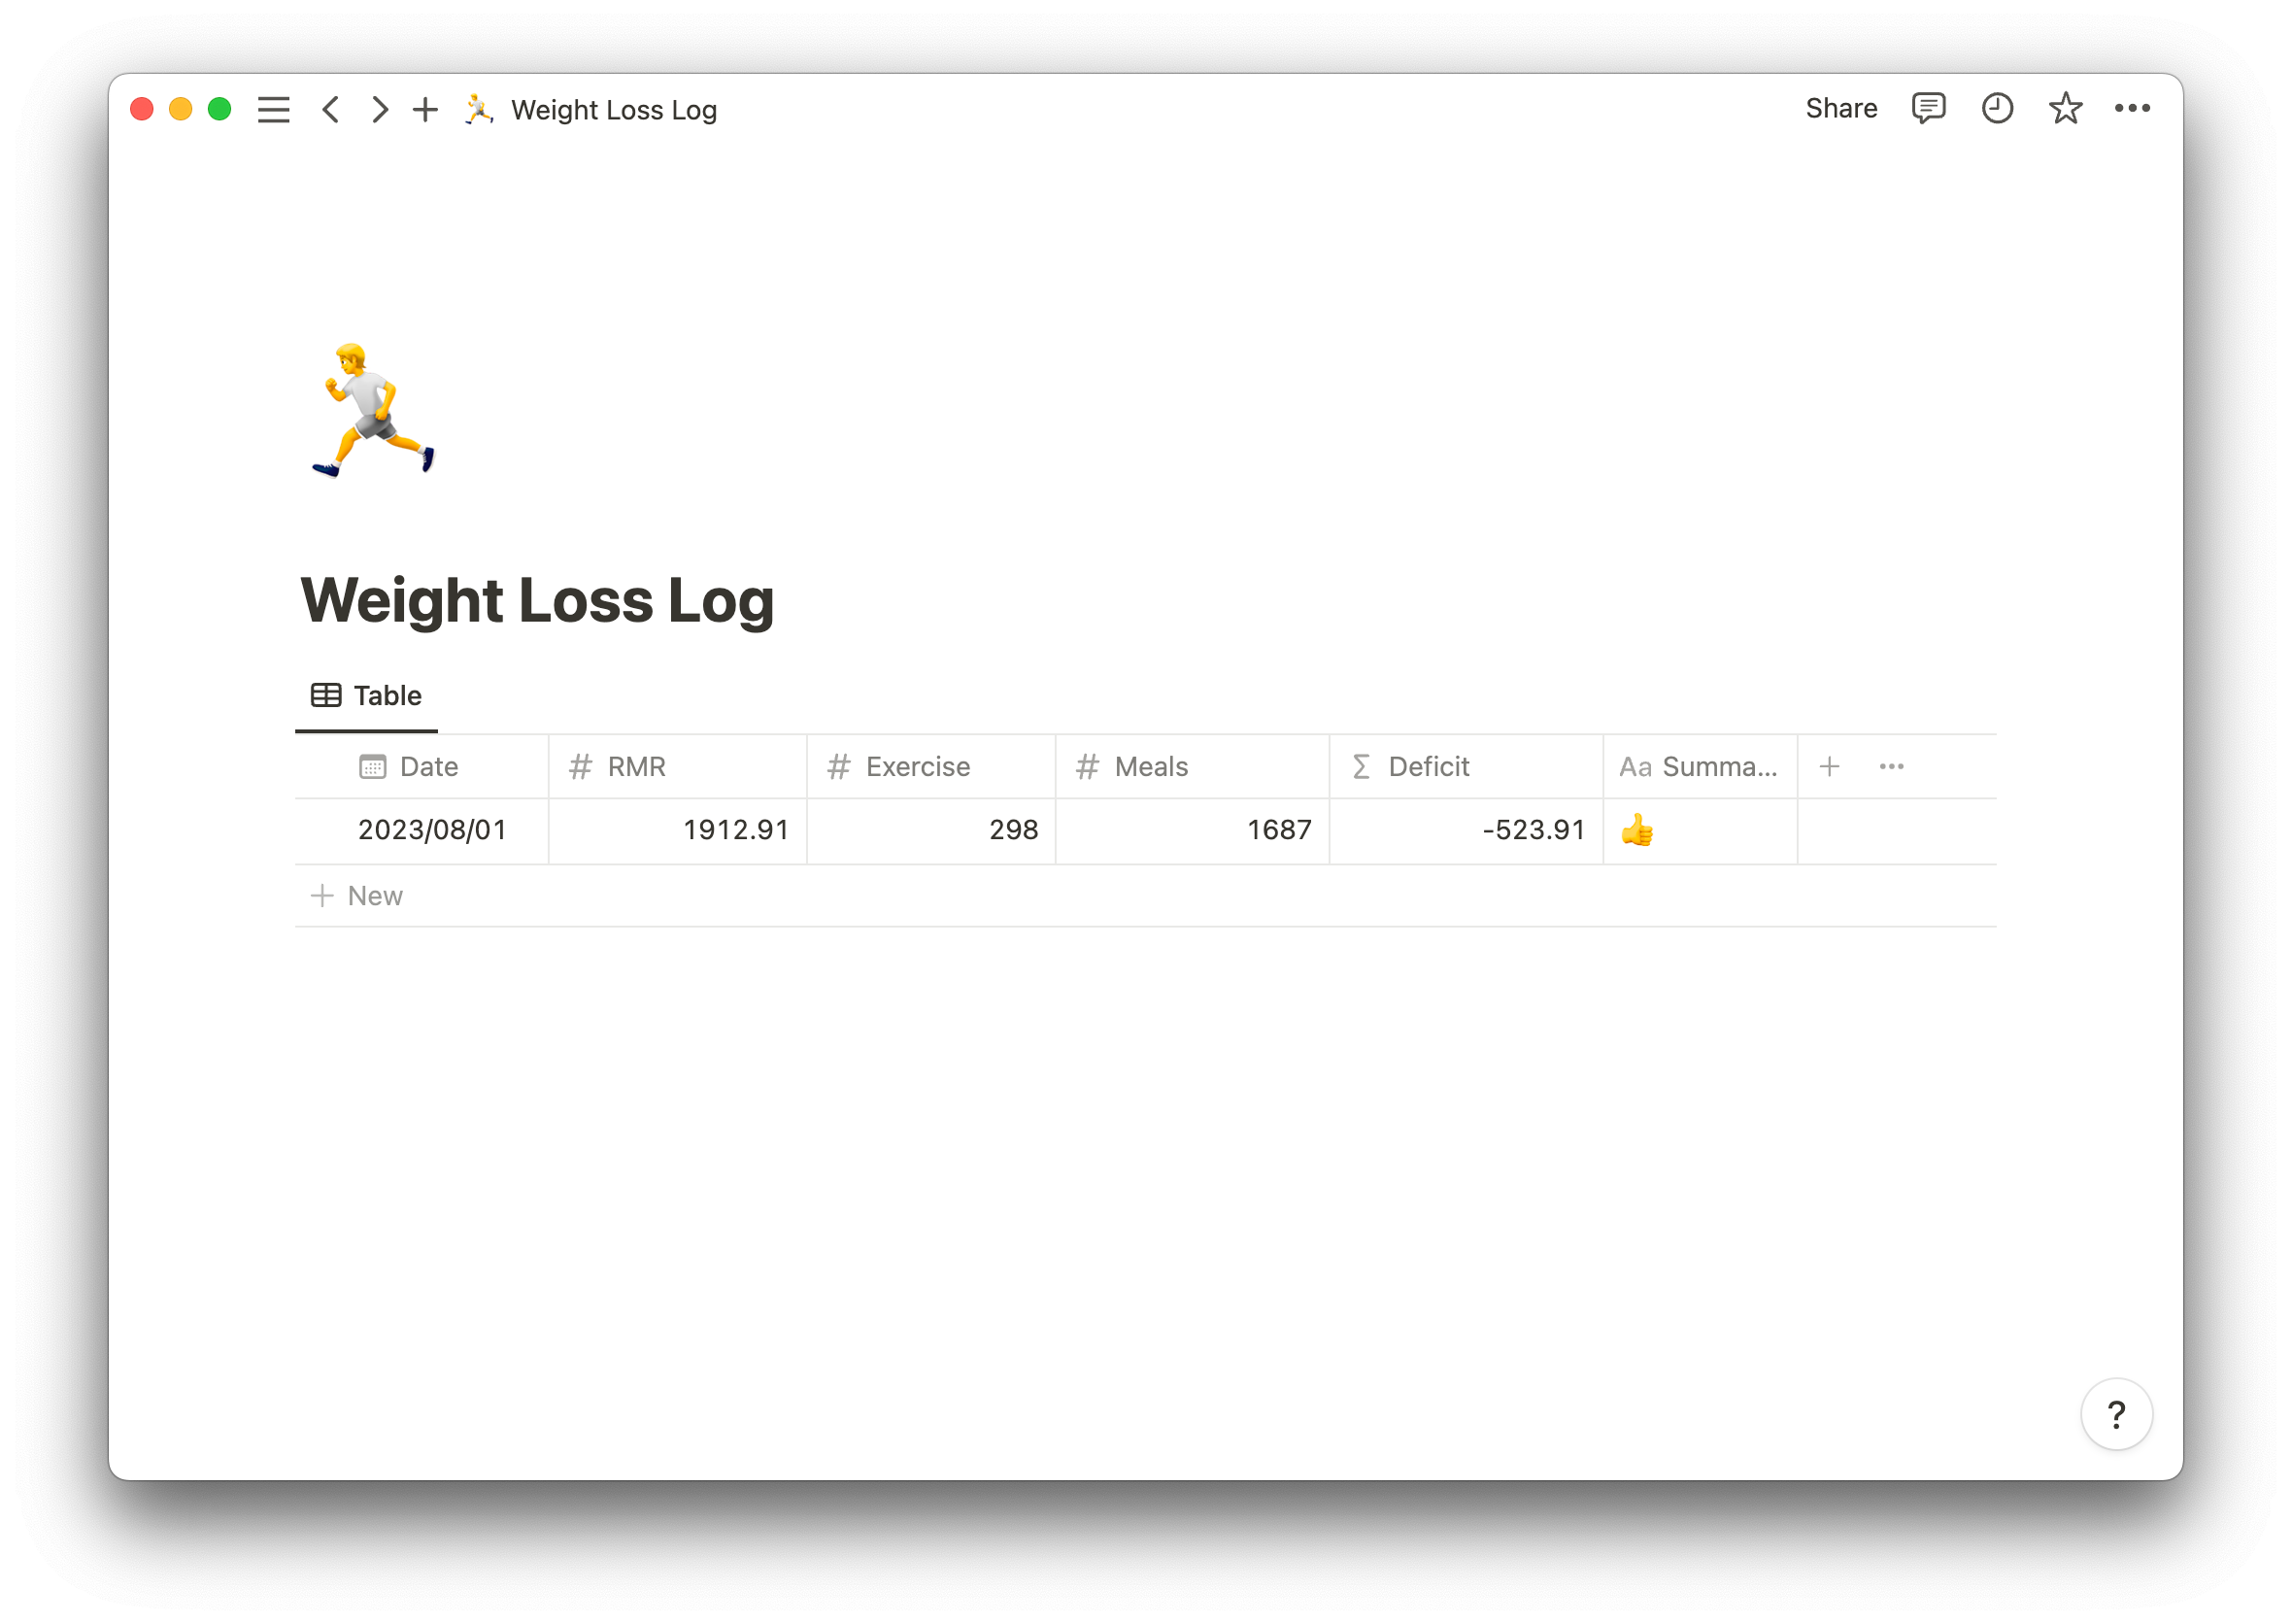 Weight Loss Log
Share
Weight Loss Log
Table
Date RMR Exercise Meals Deficit Aa Summa...
2023/08/01 1912.91 298 1687 -523.91 👍
+ New
?